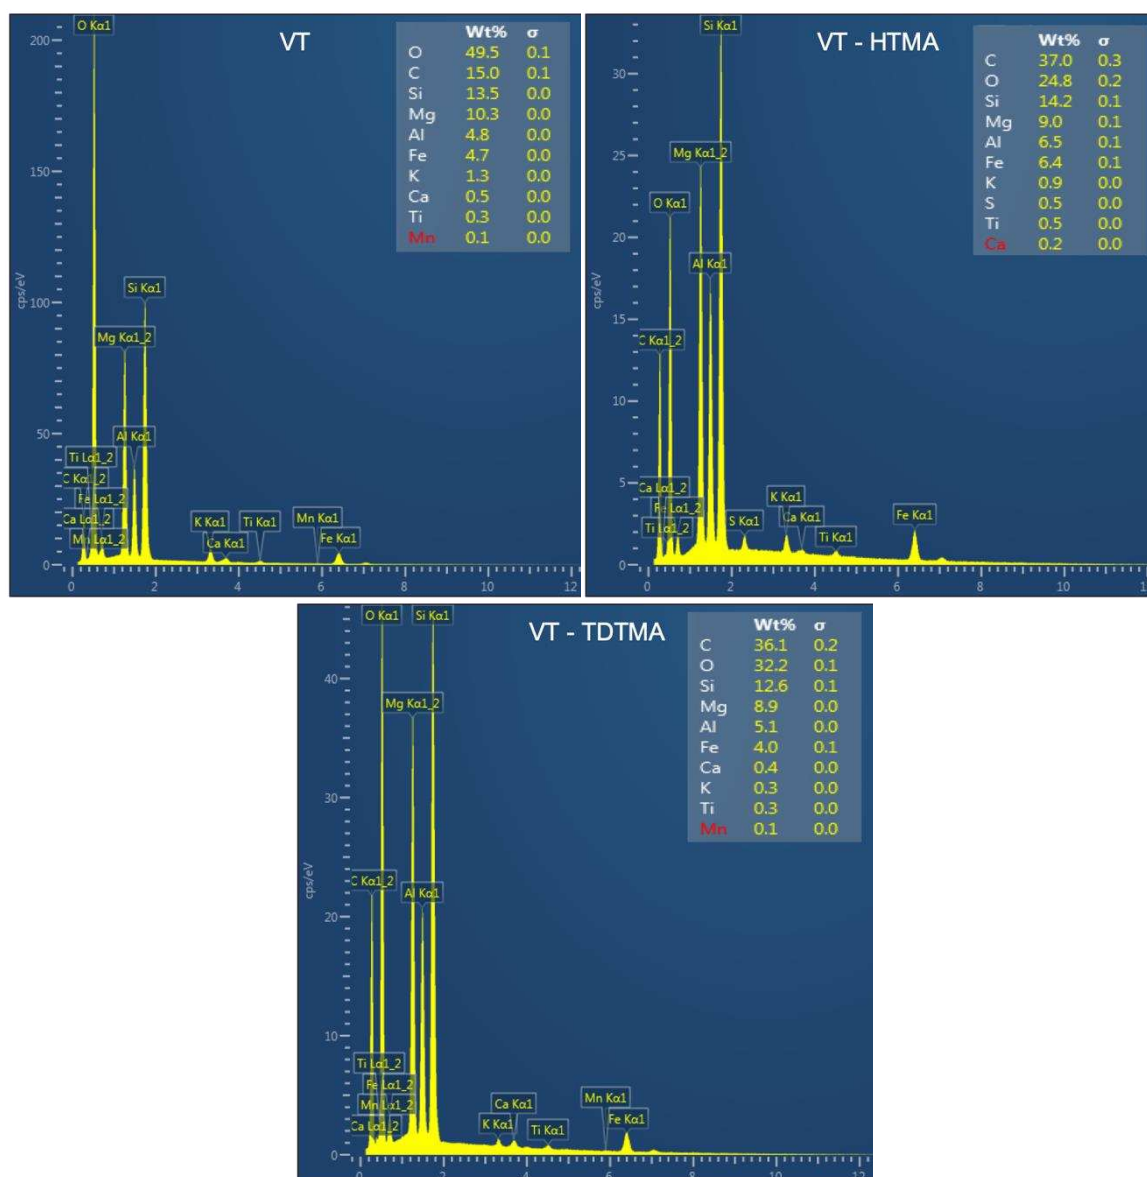 VT
Wt% σ
O 49.5 0.1
C 15.0 0.1
Si 13.5 0.0
Mg 10.3 0.0
Al 4.8 0.0
Fe 4.7 0.0
K 1.3 0.0
Ca 0.5 0.0
Ti 0.3 0.0
Mn 0.1 0.0
cps/eV
200
150
100
50
0
O Kα1
Si Kα1
Mg Kα1_2
Al Kα1
Ti Lα1_2
C Kα1_2
Fe Lα1_2
Ca Lα1_2
Mn Lα1_2
K Kα1
Ca Kα1
Ti Kα1
Mn Kα1
Fe Kα1
0 2 4 6 8 10 12
VT - HTMA
Wt% σ
C 37.0 0.3
O 24.8 0.2
Si 14.2 0.1
Mg 9.0 0.1
Al 6.5 0.1
Fe 6.4 0.1
K 0.9 0.0
S 0.5 0.0
Ti 0.5 0.0
Ca 0.2 0.0
cps/eV
30
25
20
15
10
5
0
Si Kα1
Mg Kα1_2
O Kα1
Al Kα1
C Kα1_2
Ca Lα1_2
Fe Lα1_2
Ti Lα1_2
S Kα1
K Kα1
Ca Kα1
Ti Kα1
Fe Kα1
0 2 4 6 8 10 12
VT - TDTMA
Wt% σ
C 36.1 0.2
O 32.2 0.1
Si 12.6 0.1
Mg 8.9 0.0
Al 5.1 0.0
Fe 4.0 0.1
Ca 0.4 0.0
K 0.3 0.0
Ti 0.3 0.0
Mn 0.1 0.0
cps/eV
40
30
20
10
0
O Kα1
Si Kα1
Mg Kα1_2
C Kα1_2
Al Kα1
Ti Lα1_2
Fe Lα1_2
Mn Lα1_2
Ca Lα1_2
K Kα1
Ca Kα1
Ti Kα1
Mn Kα1
Fe Kα1
0 2 4 6 8 10 12